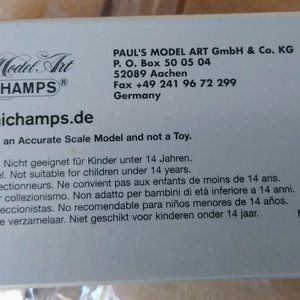 Model Art
CHAMPS®
PAUL'S MODEL ART GmbH & Co. KG
P. O. Box 50 05 04
52089 Aachen
Fax +49 241 96 72 299
Germany
nichamps.de
an Accurate Scale Model and not a Toy.
Nicht geeignet für Kinder unter 14 Jahren.
el. Not suitable for children under 14 years.
ectionneurs. Ne convient pas aux enfants de moins de 14 ans.
r collezionismo. Non adatto per bambini di età inferiore a 14 anni.
eccionistas. No recomendable para niños menores de 14 años.
e verzamelaar. Niet geschikt voor kinderen onder 14 jaar.